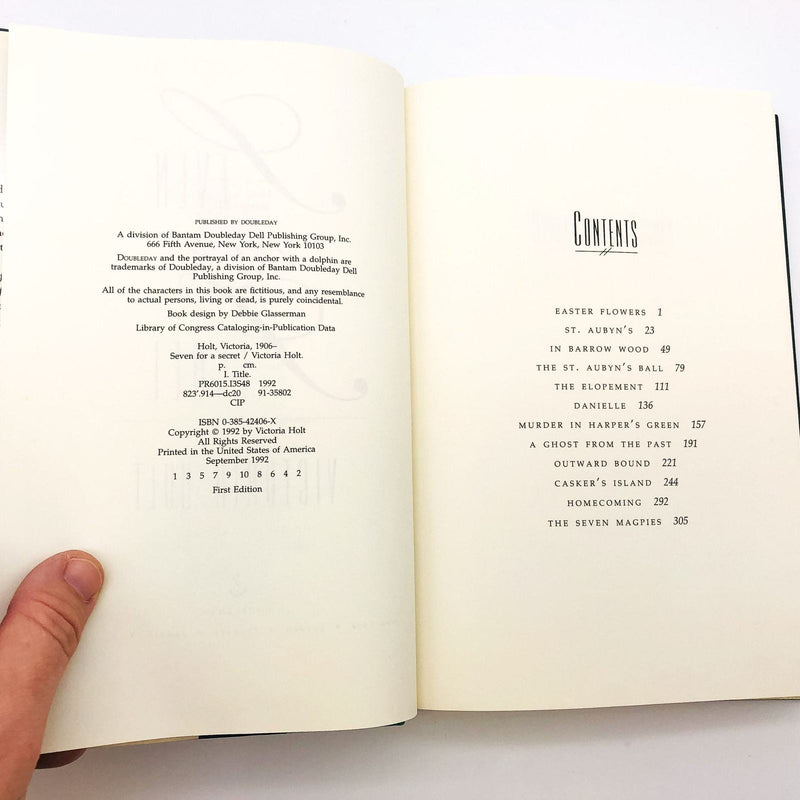 PUBLISHED BY DOUBLEDAY
A division of Bantam Doubleday Dell Publishing Group, Inc.
666 Fifth Avenue, New York, New York 10103
DOUBLEDAY and the portrayal of an anchor with a dolphin are
trademarks of Doubleday, a division of Bantam Doubleday Dell
Publishing Group, Inc.
All of the characters in this book are fictitious, and any resemblance
to actual persons, living or dead, is purely coincidental.
Book design by Debbie Glasserman
Library of Congress Cataloging-in-Publication Data
Holt, Victoria, 1906–
Seven for a secret / Victoria Holt.
p. cm.
I. Title.
PR6015.I3S48 1992
823'.914—dc20 91-35802
CIP
ISBN 0-385-42406-X
Copyright © 1992 by Victoria Holt
All Rights Reserved
Printed in the United States of America
September 1992
1 3 5 7 9 10 8 6 4 2
First Edition
CONTENTS
EASTER FLOWERS 1
ST. AUBYN'S 23
IN BARROW WOOD 49
THE ST. AUBYN'S BALL 79
THE ELOPEMENT 111
DANIELLE 136
MURDER IN HARPER'S GREEN 157
A GHOST FROM THE PAST 191
OUTWARD BOUND 221
CASKER'S ISLAND 244
HOMECOMING 292
THE SEVEN MAGPIES 305